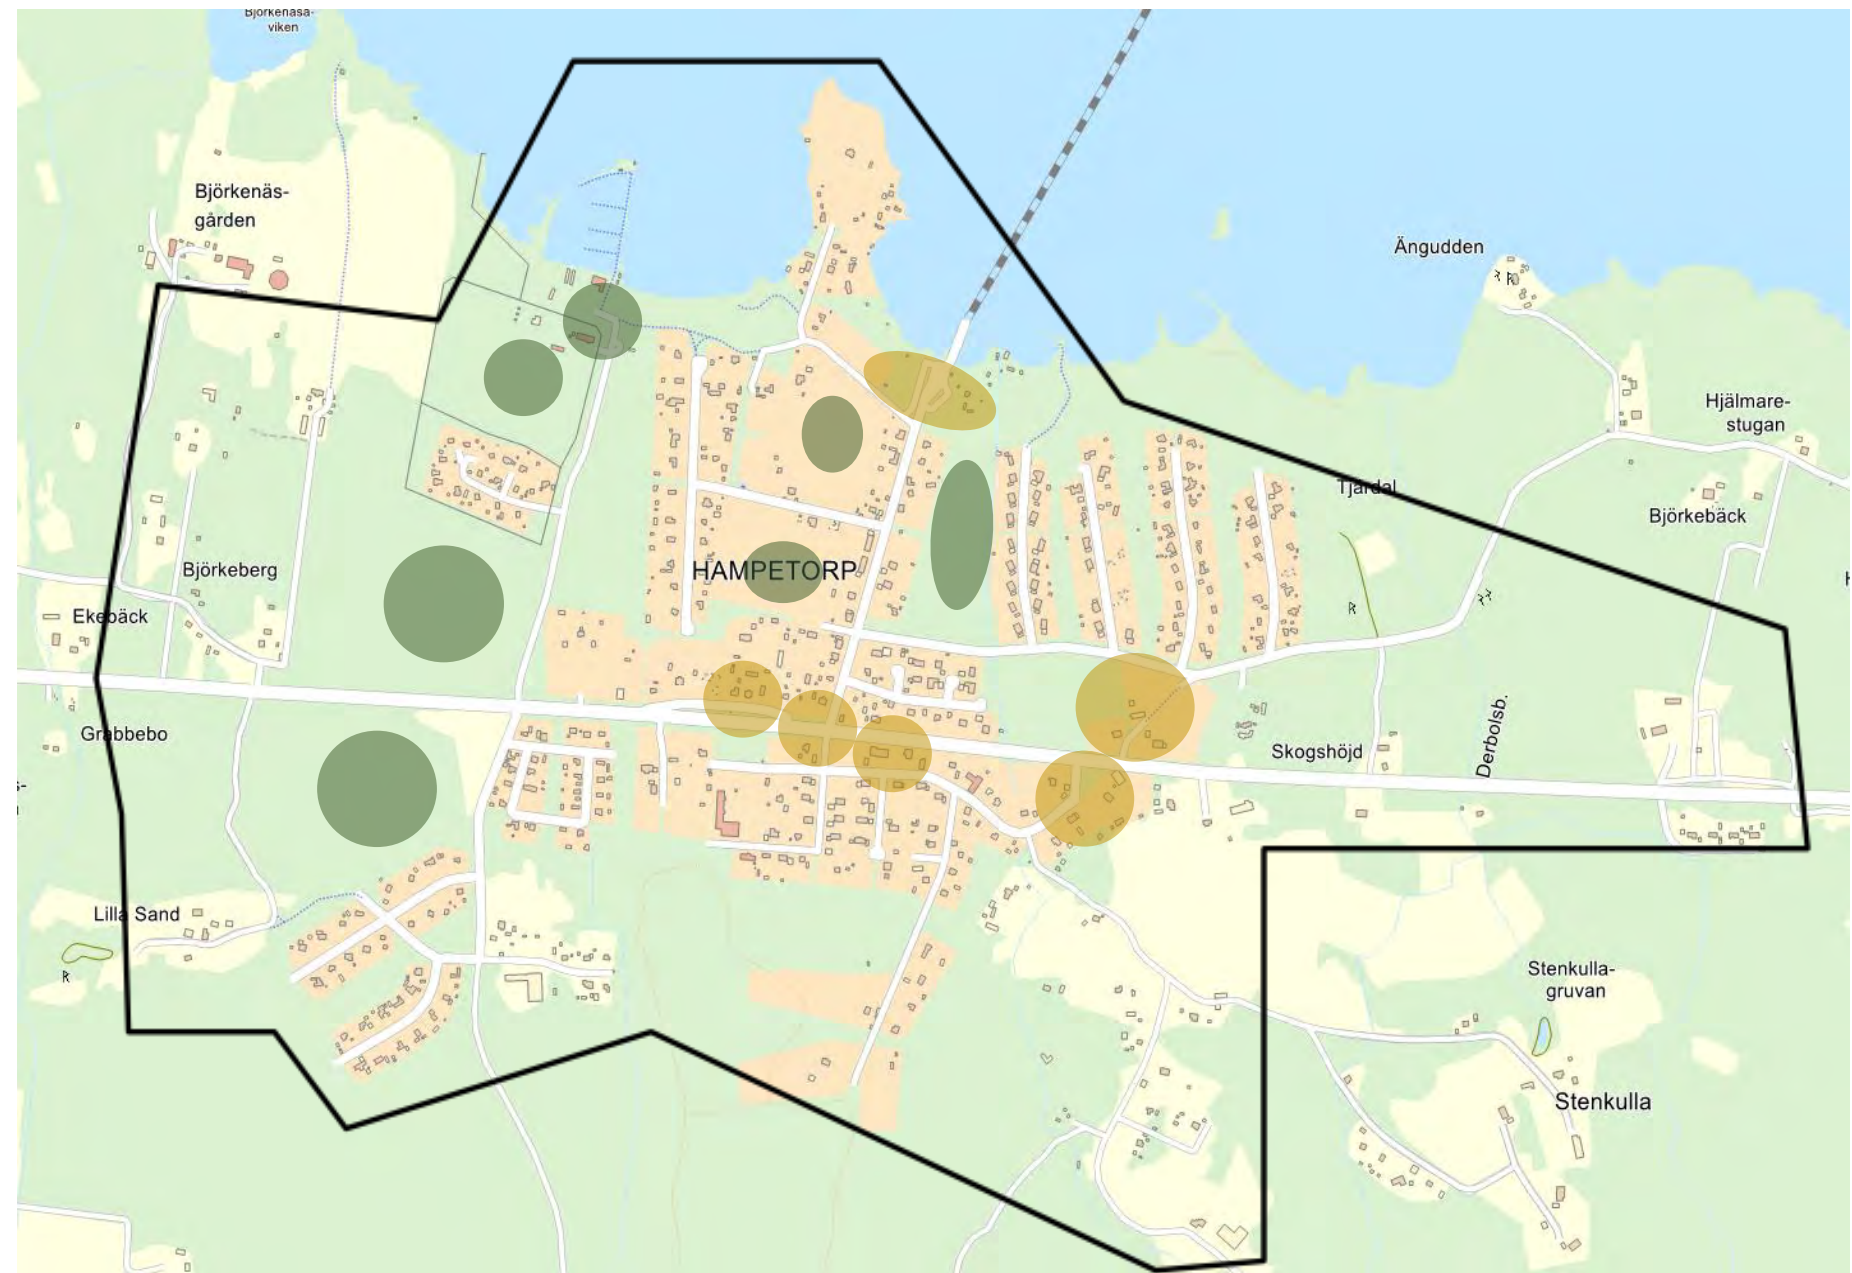 Björkenäsa-
viken
Björkenäs-
gården
Ängudden
Hjälmare-
stugan
Tjärdal
Björkebäck
HAMPETORP
Björkeberg
Ekebäck
Grabbebo
Skogshöjd
Derbolsb.
Lilla Sand
Stenkulla-
gruvan
Stenkulla